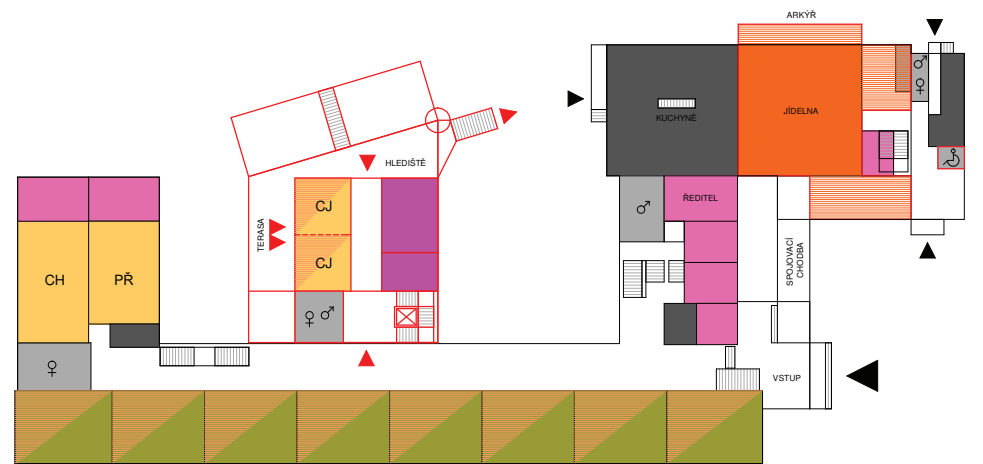 ARKÝŘ
KUCHYNĚ
JÍDELNA
HLEDIŠTĚ
TERASA
CJ
CJ
ŘEDITEL
SPOJOVACÍ
CHODBA
CH
PŘ
VSTUP